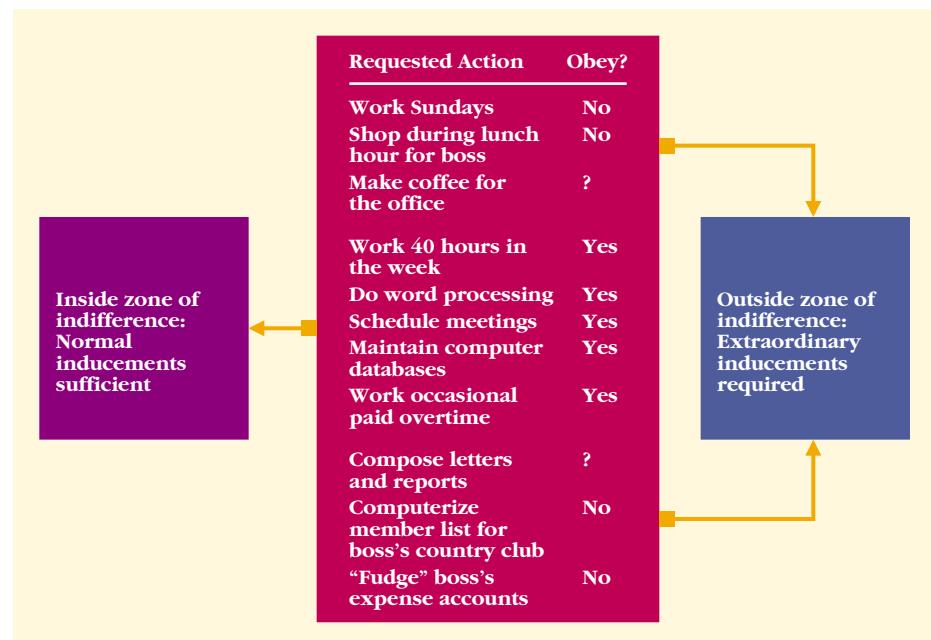 Requested Action Obey?
Work Sundays No
Shop during lunch No
hour for boss
Make coffee for ?
the office
Work 40 hours in Yes
the week
Do word processing Yes
Schedule meetings Yes
Maintain computer Yes
databases
Work occasional Yes
paid overtime
Compose letters ?
and reports
Computerize No
member list for
boss's country club
“Fudge” boss's No
expense accounts
Inside zone of
indifference:
Normal
inducements
sufficient
Outside zone of
indifference:
Extraordinary
inducements
required